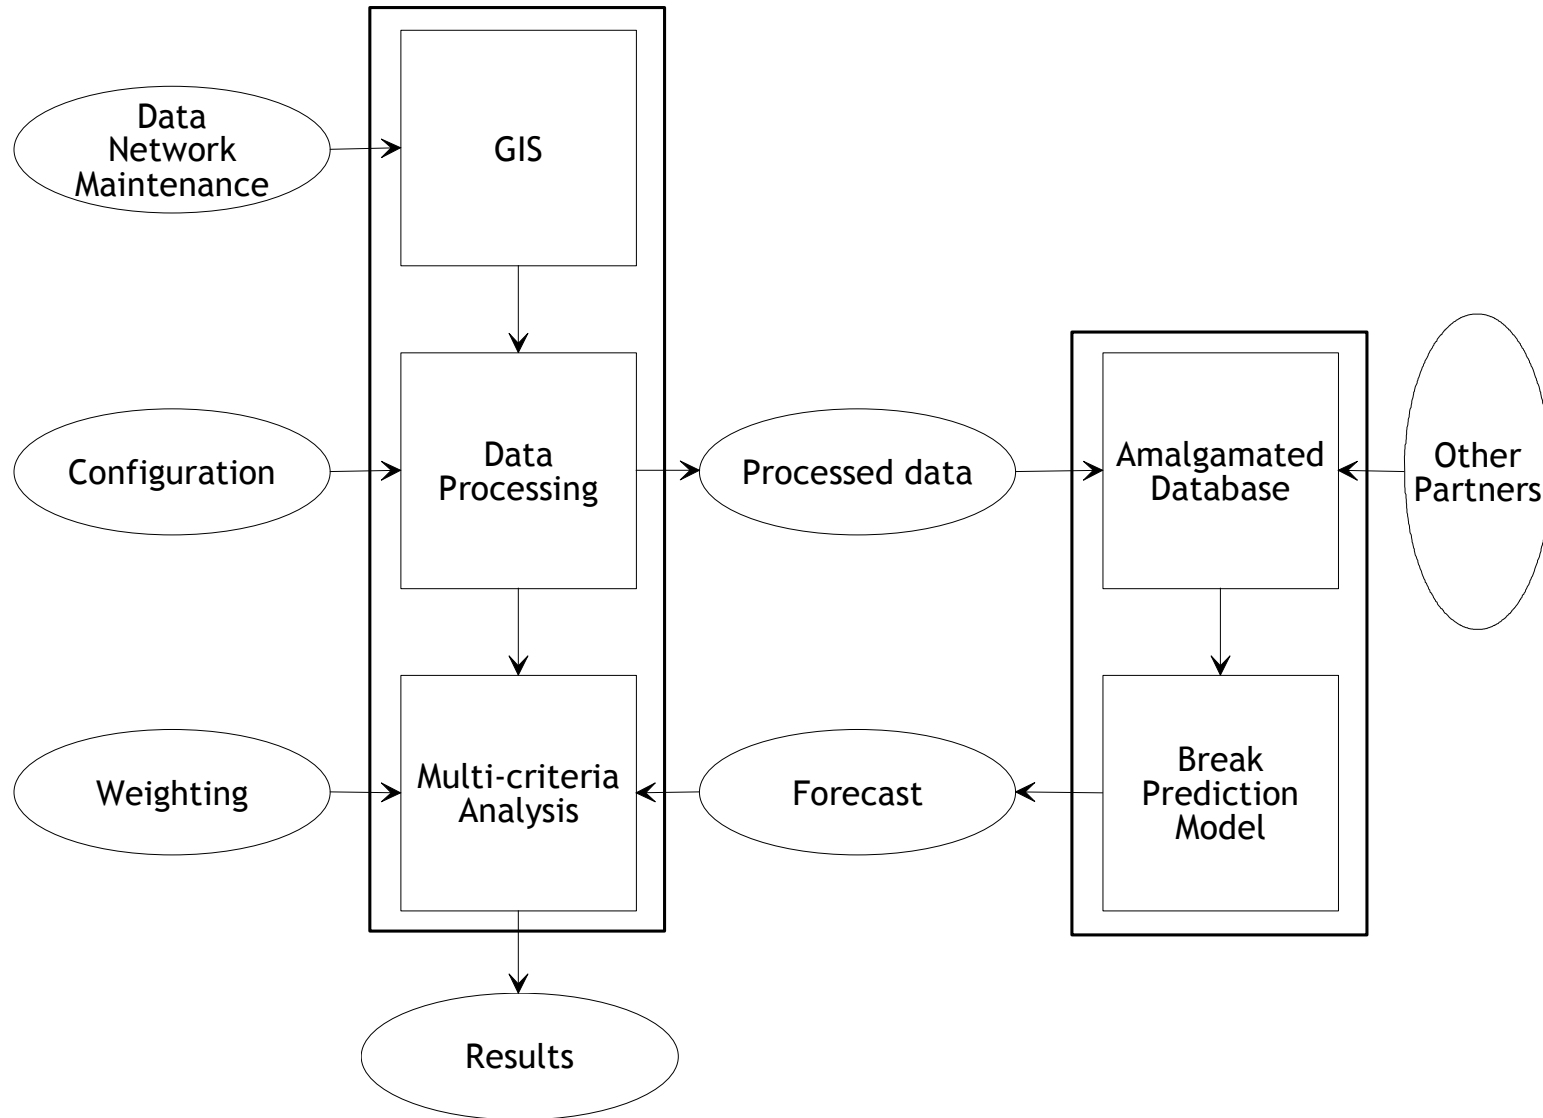 Data
Network
Maintenance
GIS
Configuration
Data
Processing
Processed data
Amalgamated
Database
Other
Partners
Weighting
Multi-criteria
Analysis
Forecast
Break
Prediction
Model
Results